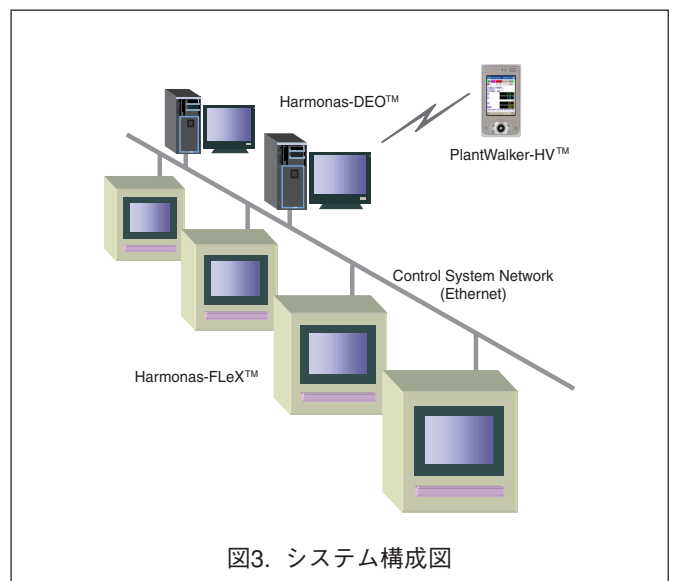 Harmonas-DEO™
PlantWalker-HV™
Control System Network
(Ethernet)
Harmonas-FLeX™
図3. システム構成図